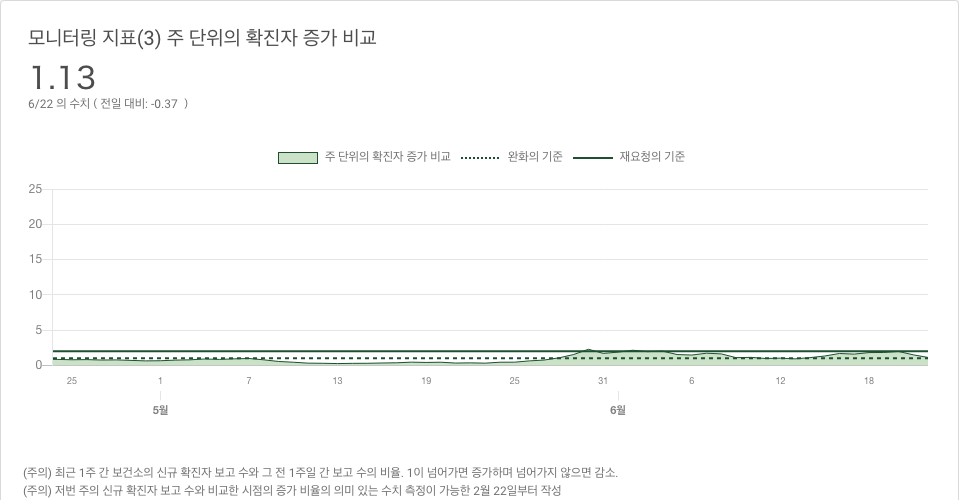 모니터링 지표(3) 주 단위의 확진자 증가 비교
1.13
6/22 의 수치 ( 전일 대비: -0.37 )
주 단위의 확진자 증가 비교 완화의 기준 재요청의 기준
25
20
15
10
5
0
25 1 7 13 19 25 31 6 12 18
5월 6월
(주의) 최근 1주 간 보건소의 신규 확진자 보고 수와 그 전 1주일 간 보고 수의 비율. 1이 넘어가면 증가하며 넘어가지 않으면 감소.
(주의) 저번 주의 신규 확진자 보고 수와 비교한 시점의 증가 비율의 의미 있는 수치 측정이 가능한 2월 22일부터 작성